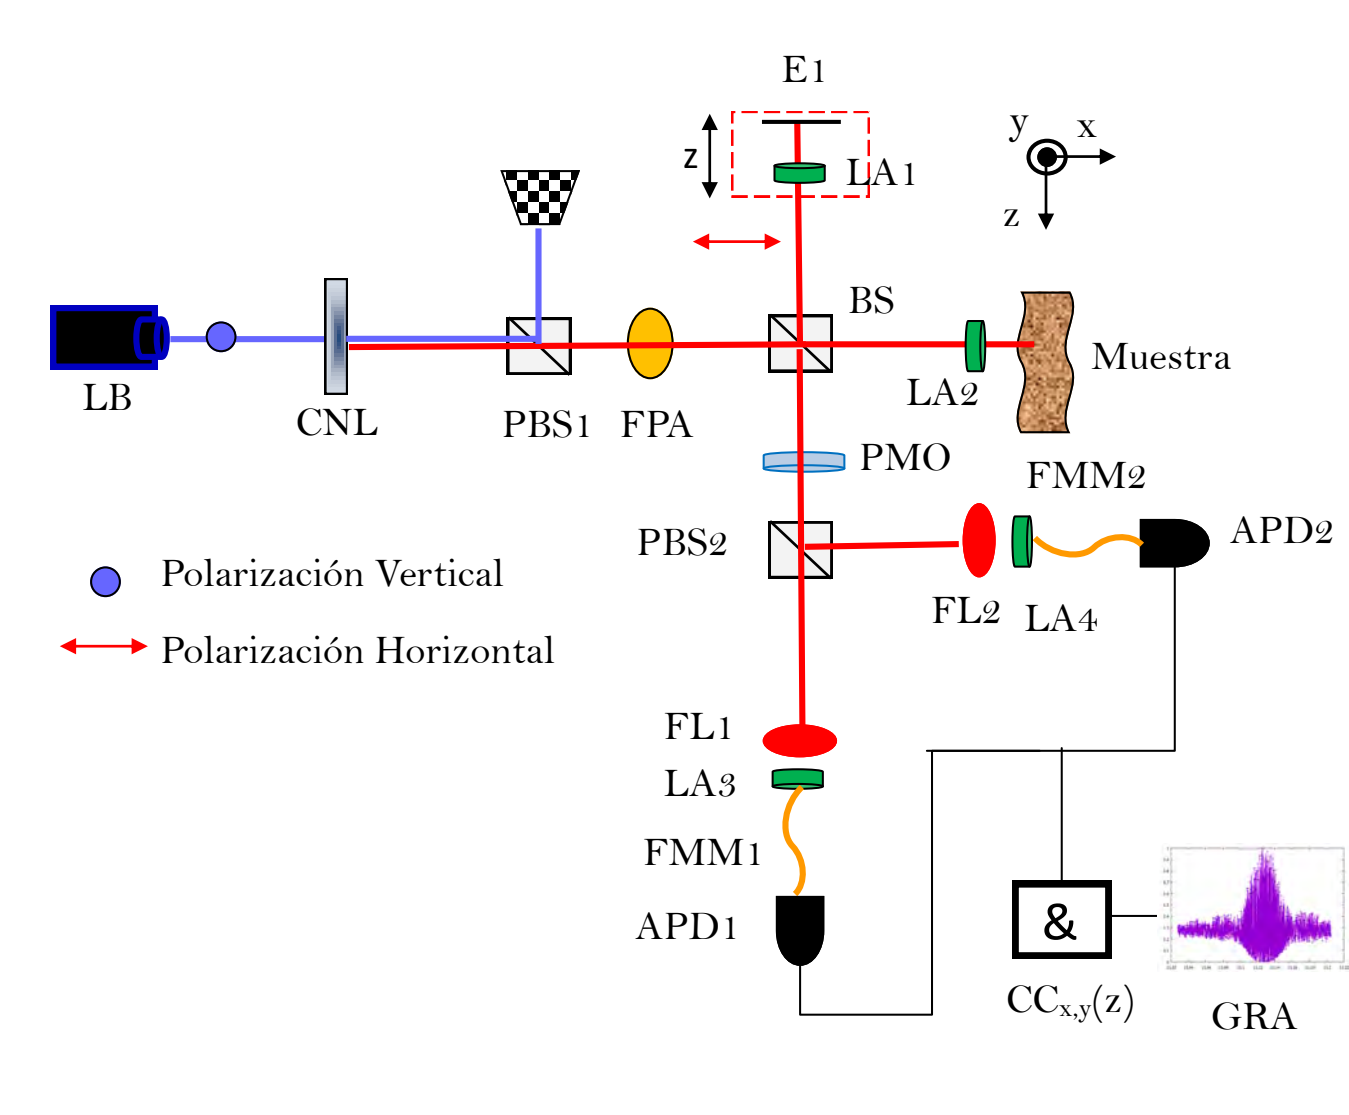 E1
y
x
z
LA1
z
BS
LB
CNL
PBS1
FPA
LA2
Muestra
PMO
FMM2
PBS2
APD2
Polarización Vertical
FL2
LA4
Polarización Horizontal
FL1
LA3
FMM1
APD1
&
CCx,y(z)
GRA